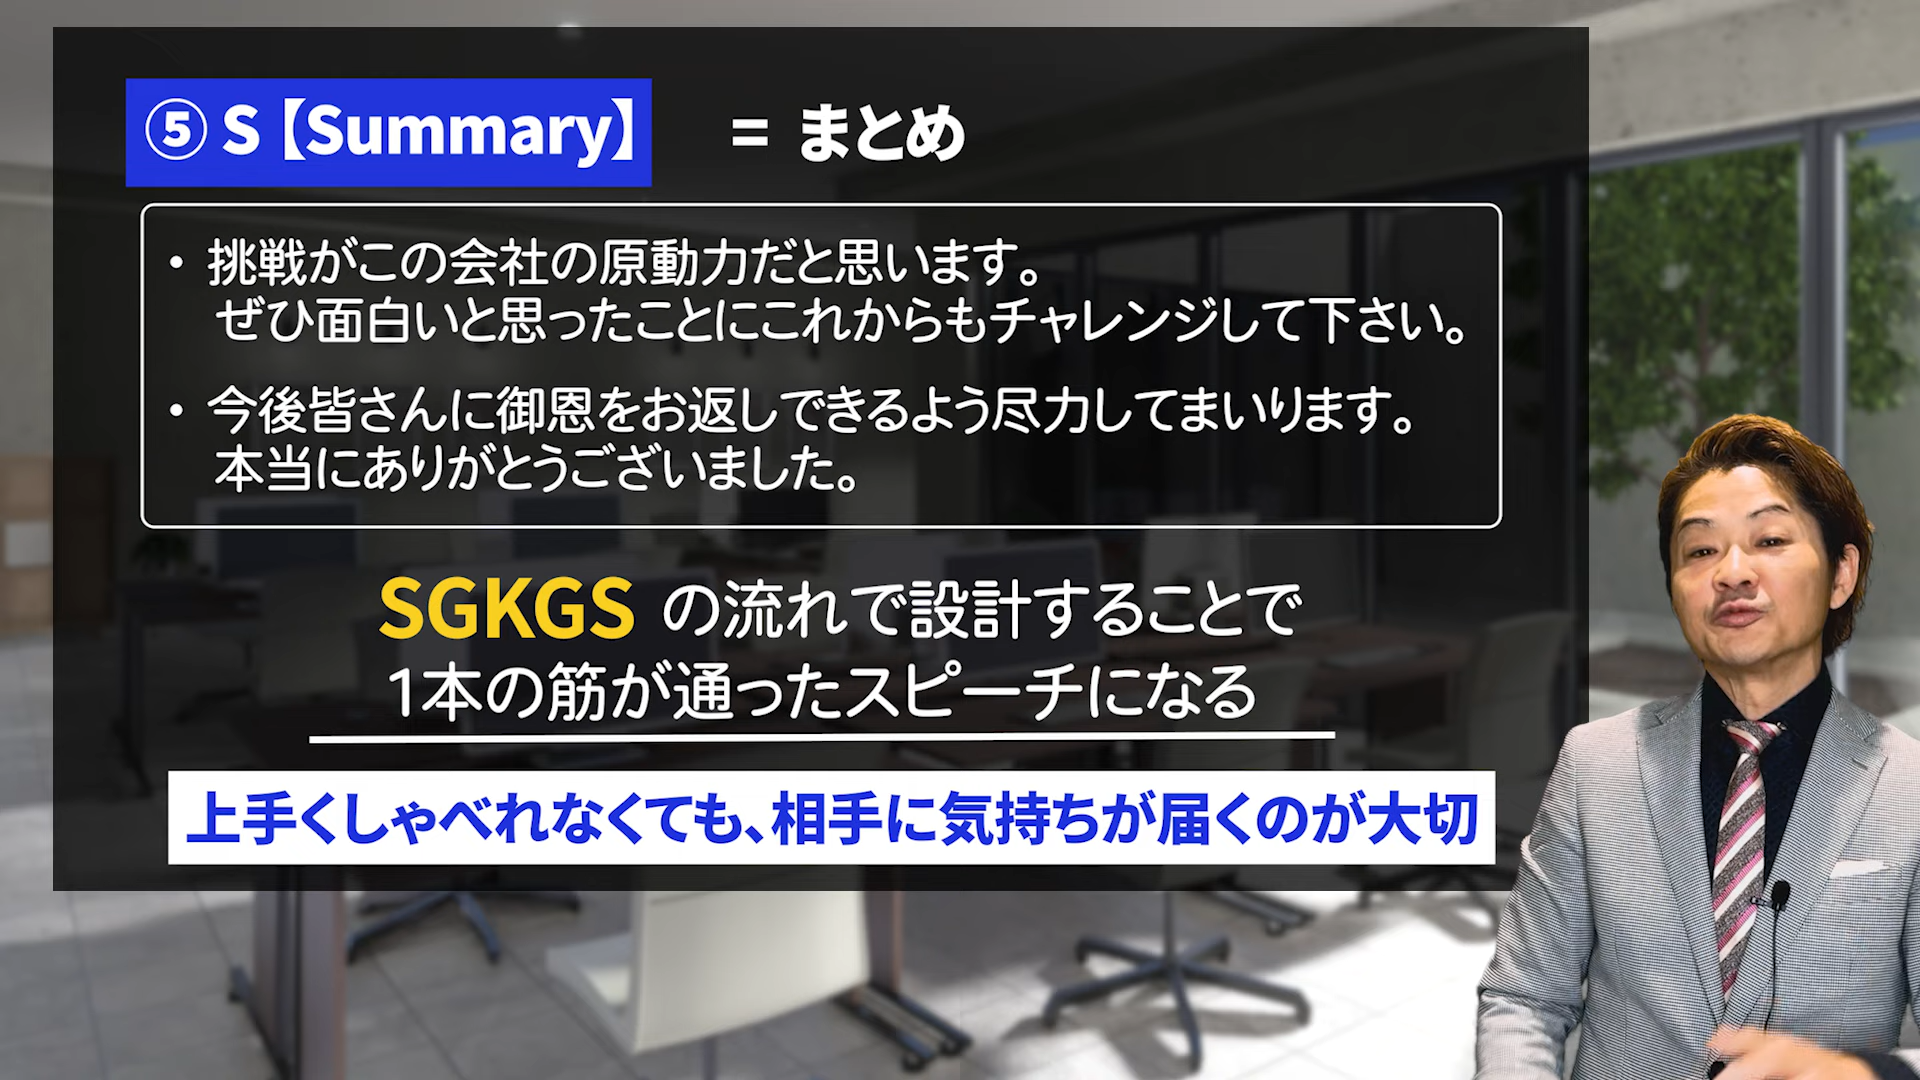 ⑤ S【Summary】 = まとめ
・挑戦がこの会社の原動力だと思います。
ぜひ面白いと思ったことにこれからもチャレンジして下さい。
・今後皆さんに御恩をお返しできるよう尽力してまいります。
本当にありがとうございました。
SGKGS の流れで設計することで
1本の筋が通ったスピーチになる
上手くしゃべれなくても、相手に気持ちが届くのが大切